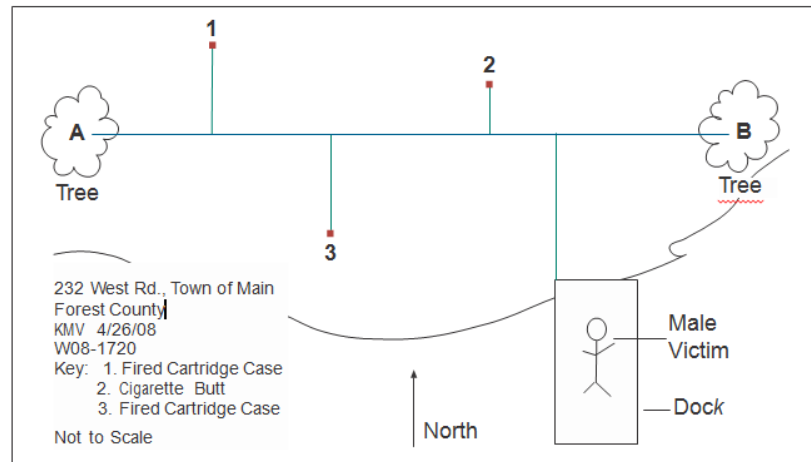 1
2
A
B
Tree
Tree
3
232 West Rd., Town of Main
Forest County
KMV 4/26/08
W08-1720
Key: 1. Fired Cartridge Case
2. Cigarette Butt
3. Fired Cartridge Case
Not to Scale
North
Male
Victim
Dock